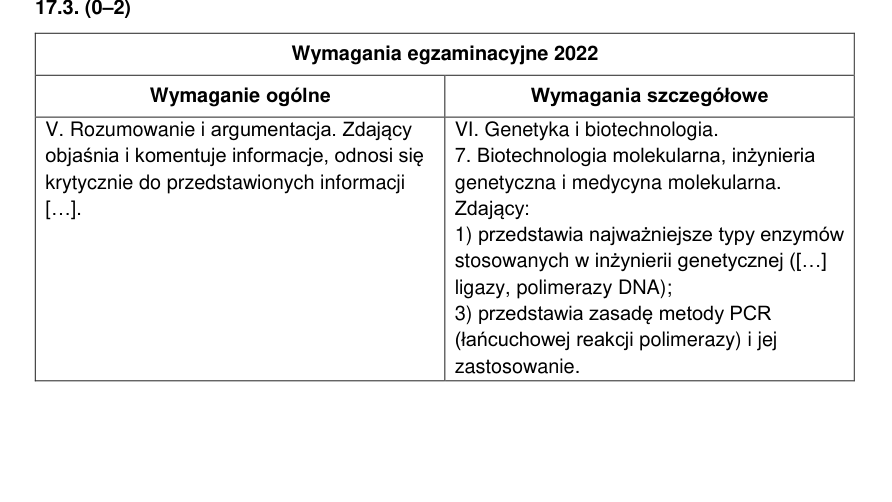 17.3. (0–2)
Wymagania egzaminacyjne 2022
Wymaganie ogólne
Wymagania szczegółowe
V. Rozumowanie i argumentacja. Zdający
objaśnia i komentuje informacje, odnosi się
krytycznie do przedstawionych informacji
[…].
VI. Genetyka i biotechnologia.
7. Biotechnologia molekularna, inżynieria
genetyczna i medycyna molekularna.
Zdający:
1) przedstawia najważniejsze typy enzymów
stosowanych w inżynierii genetycznej ([…]
ligazy, polimerazy DNA);
3) przedstawia zasadę metody PCR
(łańcuchowej reakcji polimerazy) i jej
zastosowanie.